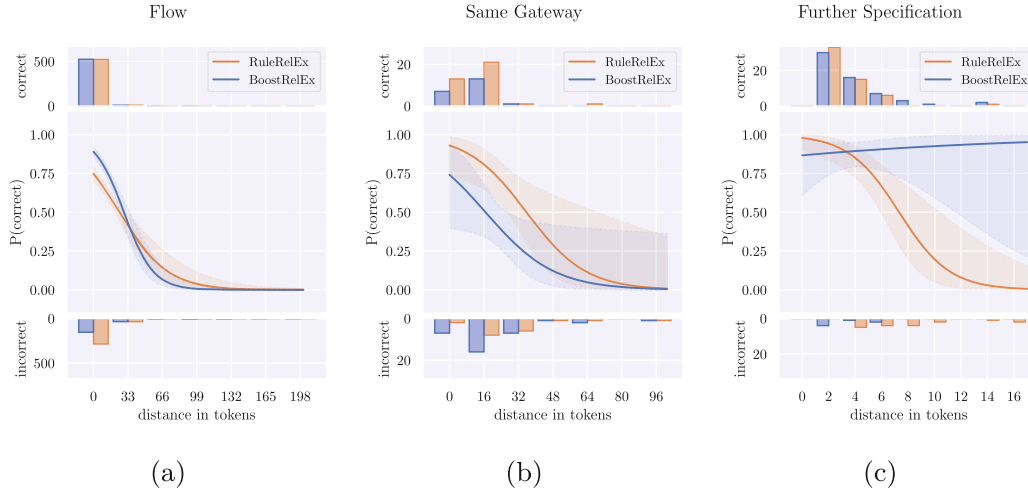 Flow
Same Gateway
Further Specification
correct
500
0
RuleRelEx
BoostRelEx
correct
20
0
RuleRelEx
BoostRelEx
correct
20
0
RuleRelEx
BoostRelEx
P(correct)
1.00
0.75
0.50
0.25
0.00
P(correct)
1.00
0.75
0.50
0.25
0.00
P(correct)
1.00
0.75
0.50
0.25
0.00
incorrect
0
500
incorrect
0
20
incorrect
0
20
0 33 66 99 132 165 198
0 16 32 48 64 80 96
0 2 4 6 8 10 12 14 16
distance in tokens
distance in tokens
distance in tokens
(a)
(b)
(c)